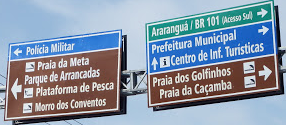 Polícia Militar
Praia da Meta
Parque de Arrancadas
Plataforma de Pesca
Morro dos Conventos
Araranguá / BR 101 (Acesso Sul)
Prefeitura Municipal
i Centro de Inf. Turísticas
Praia dos Golfinhos
Praia da Caçamba